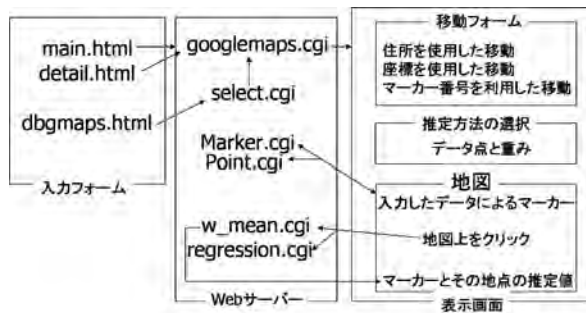 main.html
detail.html
dbgmaps.html
入力フォーム
googlemaps.cgi
select.cgi
Marker.cgi
Point.cgi
w_mean.cgi
regression.cgi
Webサーバー
移動フォーム
住所を使用した移動
座標を使用した移動
マーカー番号を利用した移動
推定方法の選択
データ点と重み
地図
入力したデータによるマーカー
地図上をクリック
マーカーとその地点の推定値
表示画面